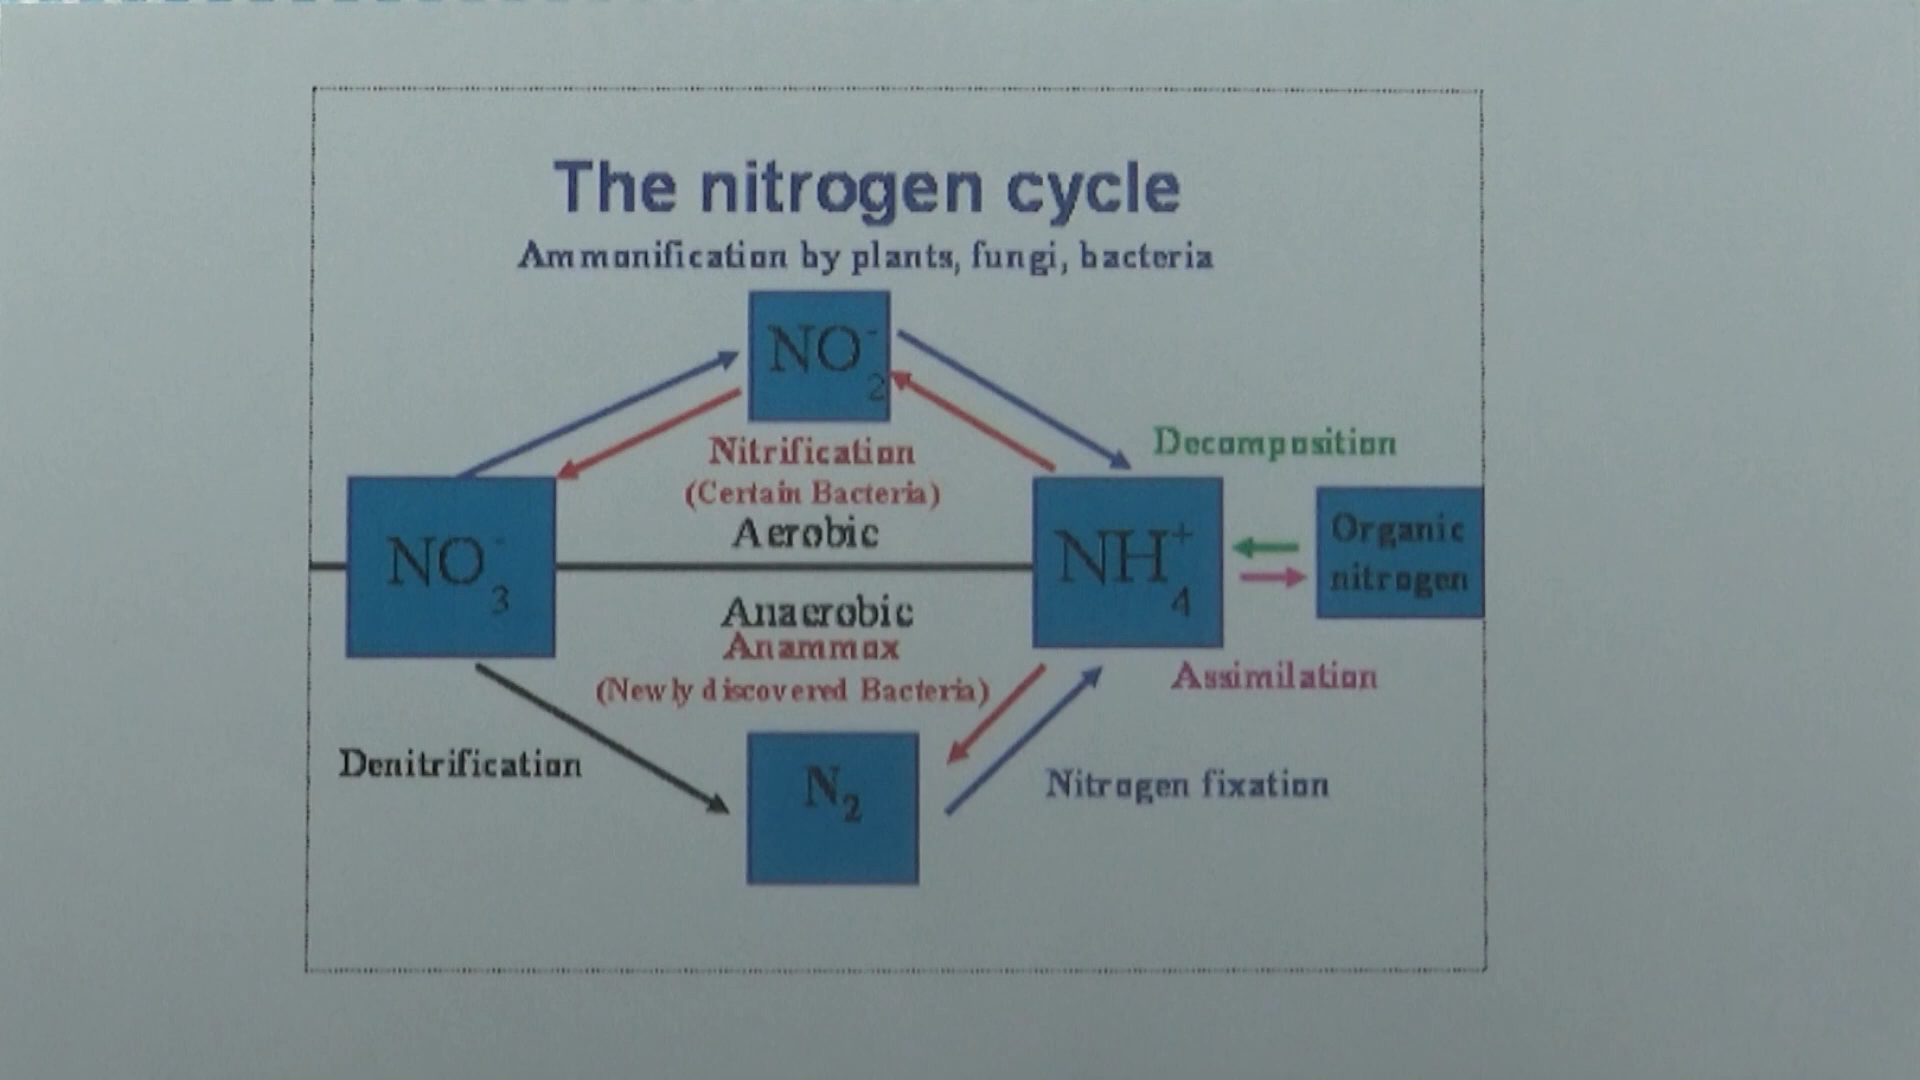 The nitrogen cycle
Ammonification by plants, fungi, bacteria
NO₂⁻
Nitrification
(Certain Bacteria)
Aerobic
Decomposition
NO₃⁻
NH₄⁺
Organic
nitrogen
Anaerobic
Anammox
(Newly discovered Bacteria)
Assimilation
Denitrification
N₂
Nitrogen fixation